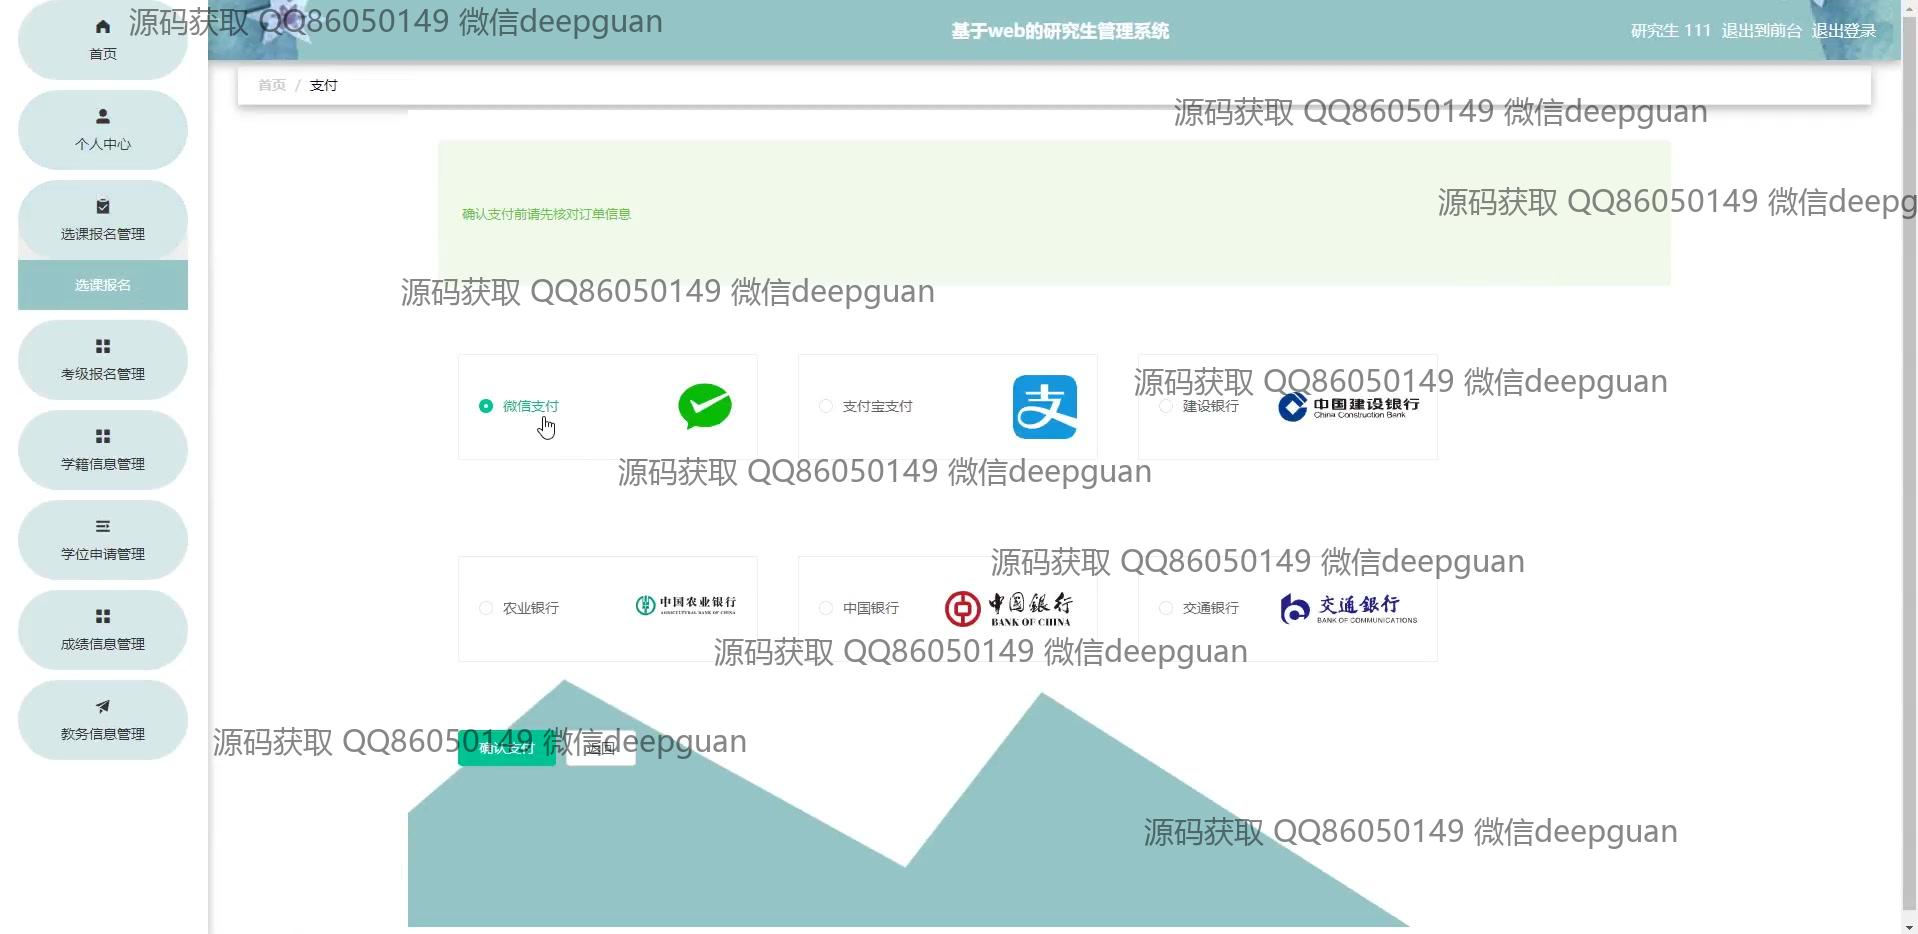 源码获取 QQ86050149 微信deepguan
首页
基于web的研究生管理系统
研究生 111 退出到前台 退出登录
首页 / 支付
源码获取 QQ86050149 微信deepguan
个人中心
源码获取 QQ86050149 微信deepg
确认支付前请先核对订单信息
选课报名管理
选课报名
源码获取 QQ86050149 微信deepguan
考级报名管理
源码获取 QQ86050149 微信deepguan
微信支付
支付宝支付
支
建设银行
中国建设银行
China Construction Bank
学籍信息管理
源码获取 QQ86050149 微信deepguan
学位申请管理
源码获取 QQ86050149 微信deepguan
农业银行
中国农业银行
AGRICULTURAL BANK OF CHINA
中国银行
中国銀行
BANK OF CHINA
交通银行
交通銀行
BANK OF COMMUNICATIONS
成绩信息管理
源码获取 QQ86050149 微信deepguan
教务信息管理
源码获取 QQ86050149 微信deepguan
确认支付
返回
源码获取 QQ86050149 微信deepguan